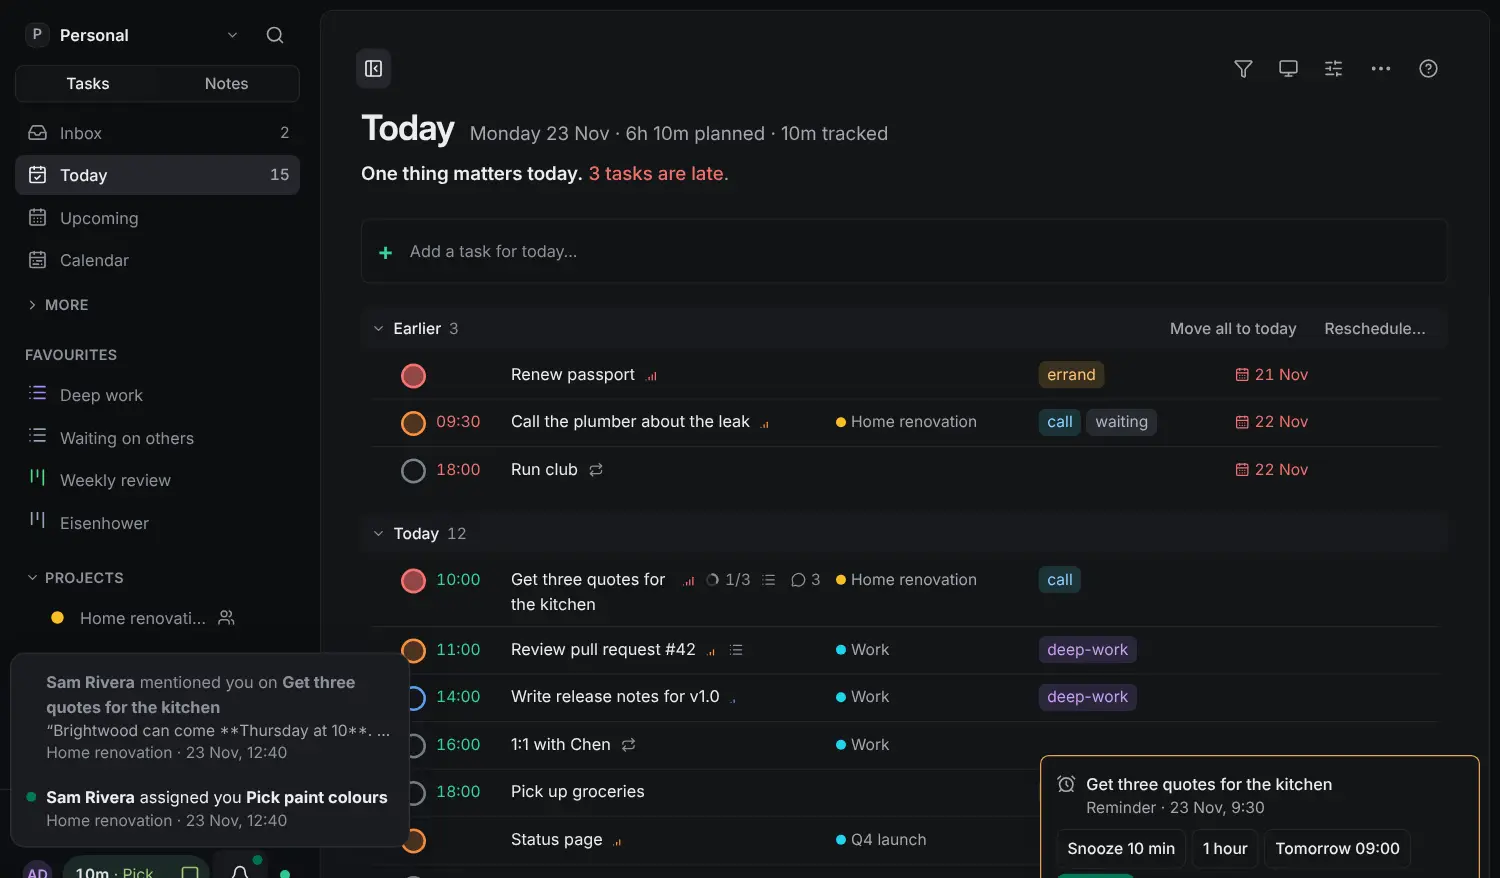 P Personal
Tasks Notes
Inbox 2
Today 15
Upcoming
Calendar
MORE
FAVOURITES
Deep work
Waiting on others
Weekly review
Eisenhower
PROJECTS
Home renovati...
Sam Rivera mentioned you on Get three
quotes for the kitchen
“Brightwood can come **Thursday at 10**. ...
Home renovation · 23 Nov, 12:40
Sam Rivera assigned you Pick paint colours
Home renovation · 23 Nov, 12:40
AD 10m · Pick
Today Monday 23 Nov · 6h 10m planned · 10m tracked
One thing matters today. 3 tasks are late.
+ Add a task for today...
Earlier 3 Move all to today Reschedule...
Renew passport errand 21 Nov
09:30 Call the plumber about the leak Home renovation call waiting 22 Nov
18:00 Run club 22 Nov
Today 12
10:00 Get three quotes for 1/3 3 Home renovation call
the kitchen
11:00 Review pull request #42 Work deep-work
14:00 Write release notes for v1.0 Work deep-work
16:00 1:1 with Chen Work
18:00 Pick up groceries
Status page Q4 launch
Get three quotes for the kitchen
Reminder · 23 Nov, 9:30
Snooze 10 min 1 hour Tomorrow 09:00